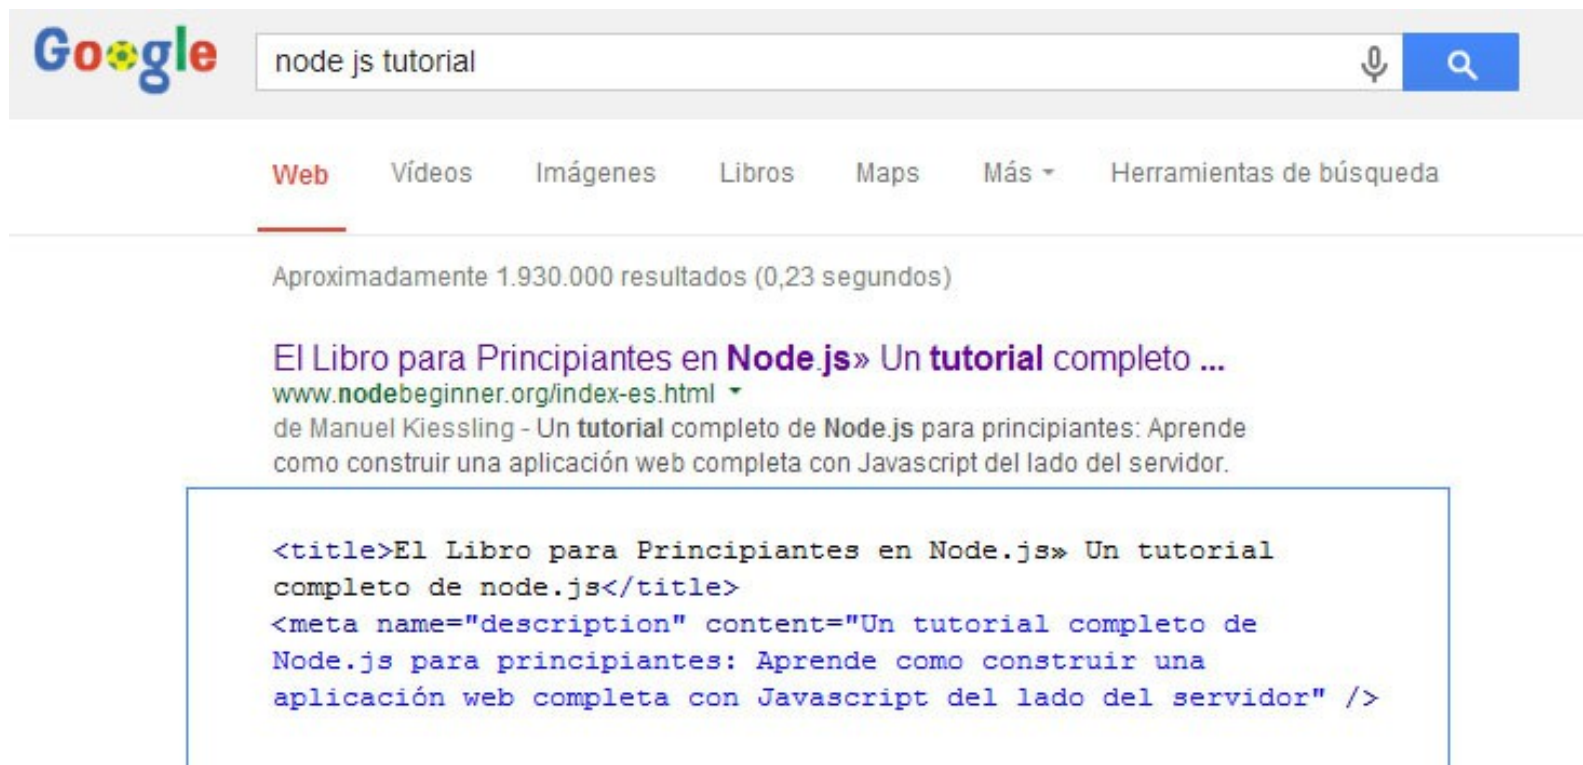 Google
node js tutorial
Web Vídeos Imágenes Libros Maps Más Herramientas de búsqueda
Aproximadamente 1.930.000 resultados (0,23 segundos)
El Libro para Principiantes en Node.js» Un tutorial completo ...
www.nodebeginner.org/index-es.html
de Manuel Kiessling - Un tutorial completo de Node.js para principiantes: Aprende
como construir una aplicación web completa con Javascript del lado del servidor.
<title>El Libro para Principiantes en Node.js» Un tutorial
completo de node.js</title>
<meta name="description" content="Un tutorial completo de
Node.js para principiantes: Aprende como construir una
aplicación web completa con Javascript del lado del servidor" />